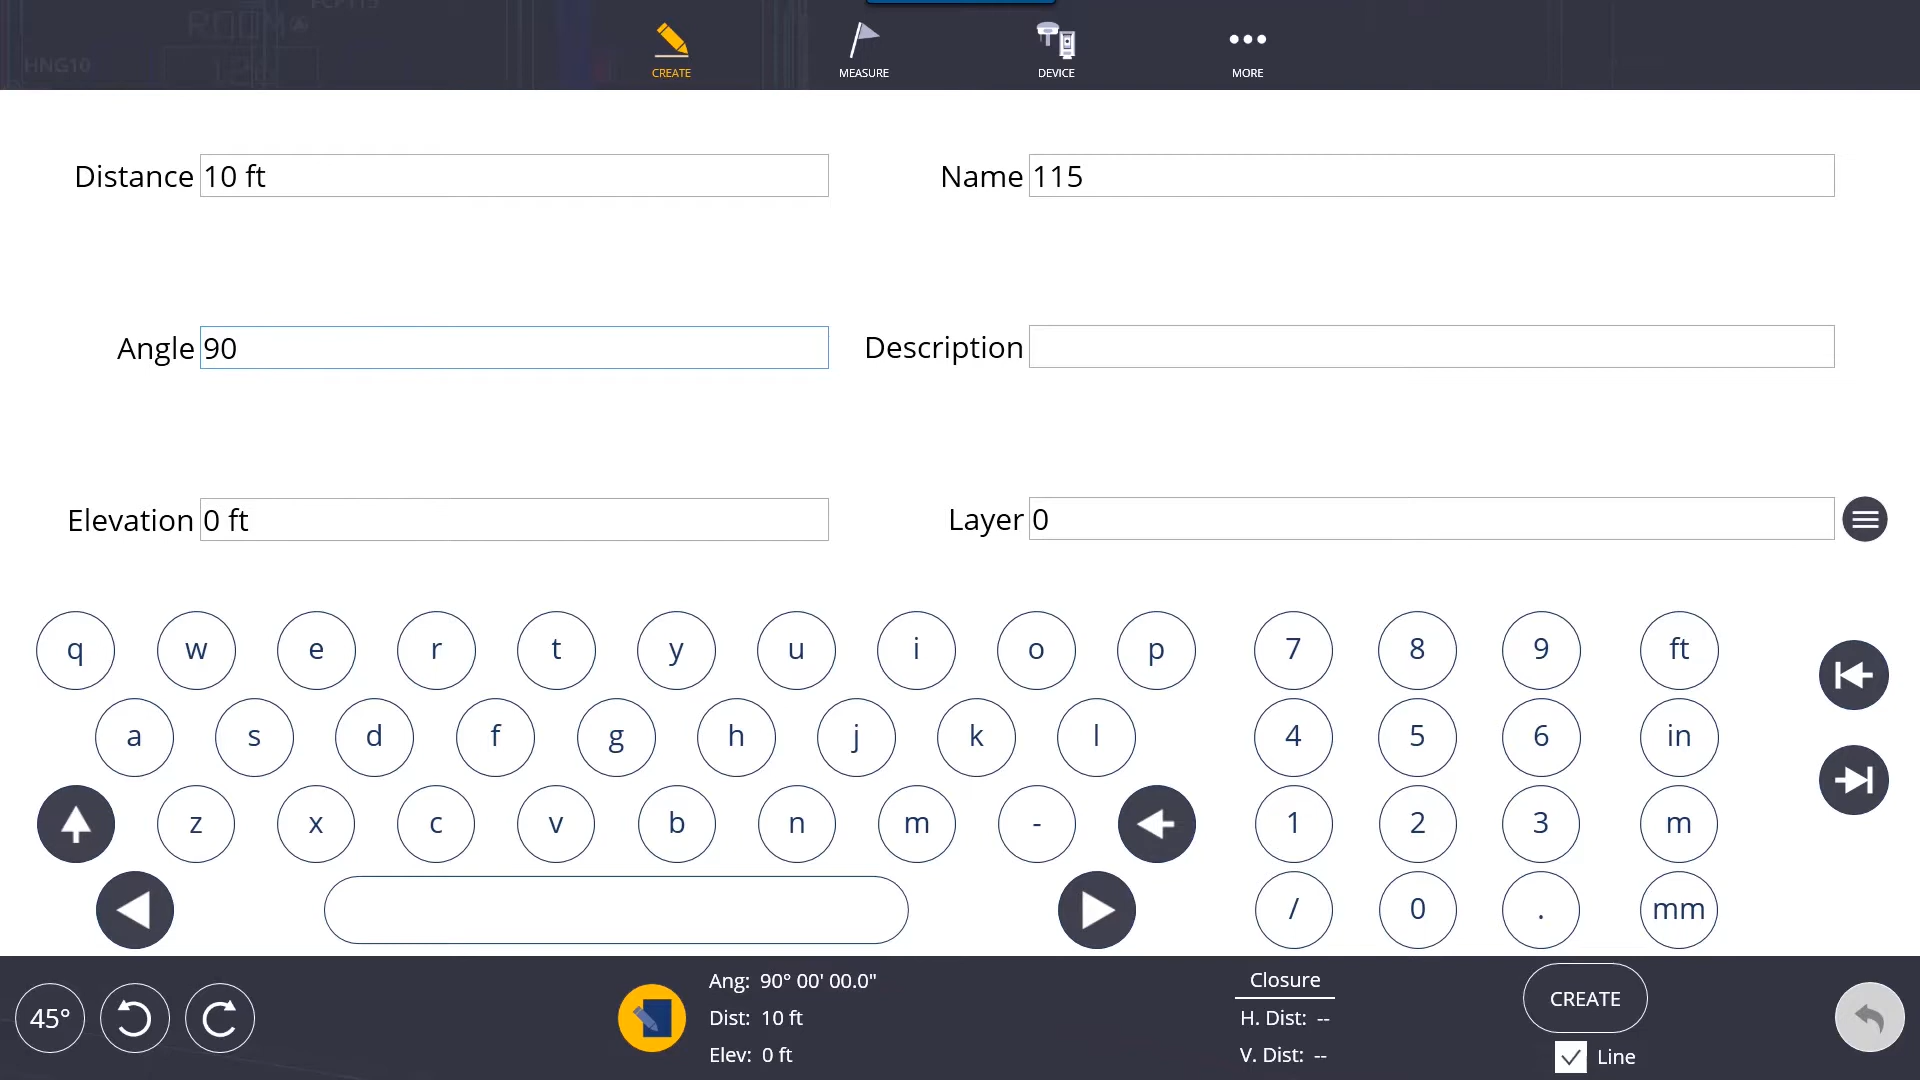 ROOM
HNG10
CREATE
MEASURE
DEVICE
MORE
Distance 10 ft
Name 115
Angle 90
Description
Elevation 0 ft
Layer 0
q w e r t y u i o p 7 8 9 ft
a s d f g h j k l 4 5 6 in
z x c v b n m - 1 2 3 m
/ 0 . mm
45°
Ang: 90° 00' 00.0"
Dist: 10 ft
Elev: 0 ft
Closure
H. Dist: --
V. Dist: --
CREATE
Line